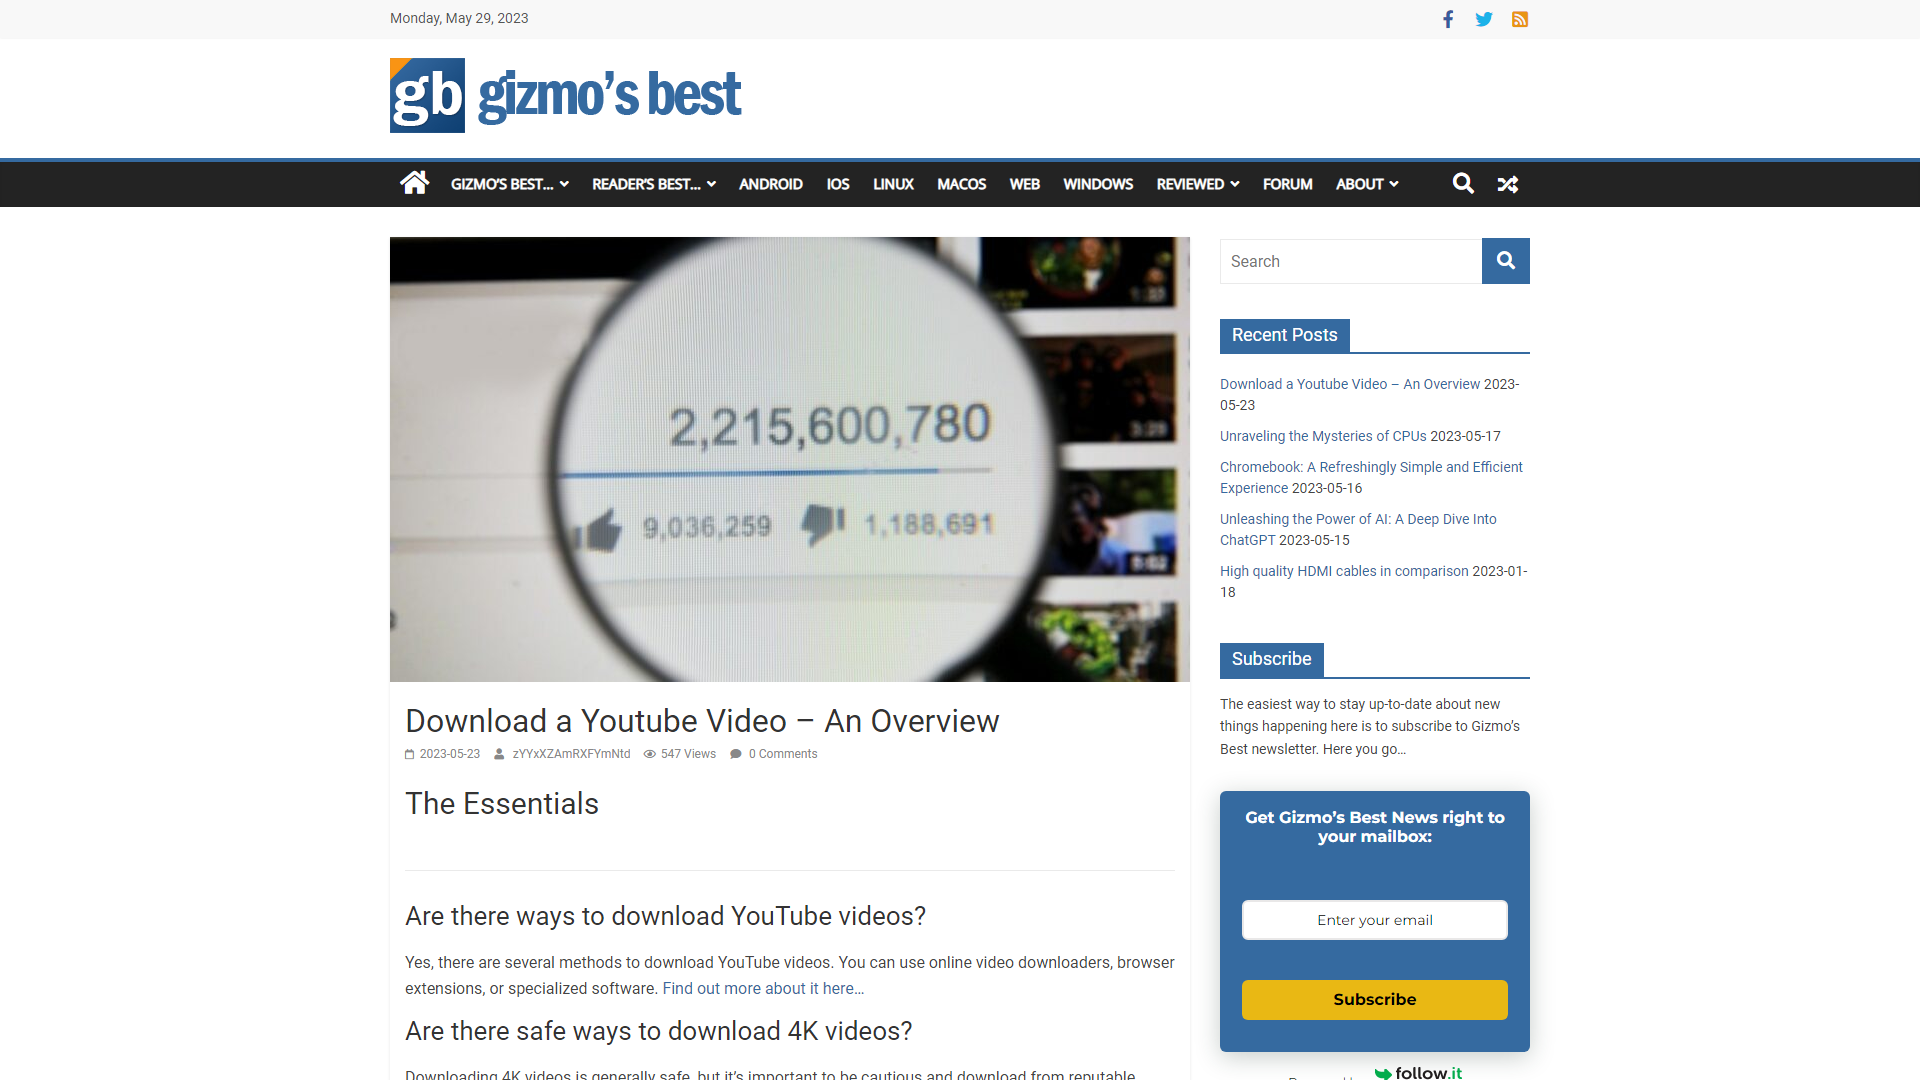 Monday, May 29, 2023
gb gizmo's best
GIZMO'S BEST… READER'S BEST… ANDROID IOS LINUX MACOS WEB WINDOWS REVIEWED FORUM ABOUT
2,215,600,780
9,036,259 1,188,691
Download a Youtube Video – An Overview
2023-05-23 zYYxXZAmRXFYmNtd 547 Views 0 Comments
The Essentials
Are there ways to download YouTube videos?
Yes, there are several methods to download YouTube videos. You can use online video downloaders, browser
extensions, or specialized software. Find out more about it here…
Are there safe ways to download 4K videos?
Downloading 4K videos is generally safe, but it's important to be cautious and download from reputable
Search
Recent Posts
Download a Youtube Video – An Overview 2023-
05-23
Unraveling the Mysteries of CPUs 2023-05-17
Chromebook: A Refreshingly Simple and Efficient
Experience 2023-05-16
Unleashing the Power of AI: A Deep Dive Into
ChatGPT 2023-05-15
High quality HDMI cables in comparison 2023-01-
18
Subscribe
The easiest way to stay up-to-date about new
things happening here is to subscribe to Gizmo's
Best newsletter. Here you go…
Get Gizmo's Best News right to
your mailbox:
Enter your email
Subscribe
follow.it